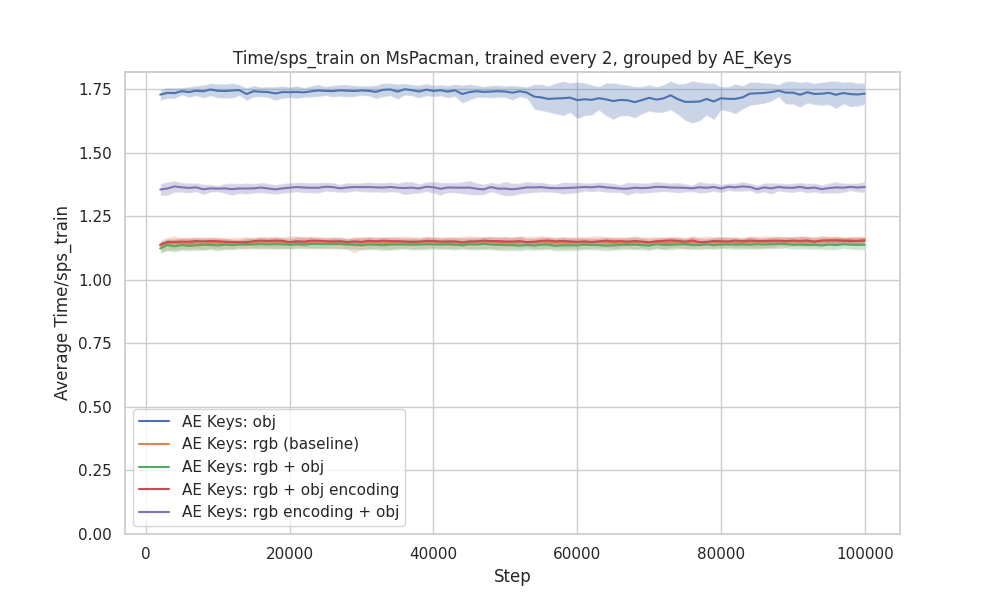 Time/sps_train on MsPacman, trained every 2, grouped by AE_Keys
Average Time/sps_train
1.75
1.50
1.25
1.00
0.75
0.50
0.25
0.00
AE Keys: obj
AE Keys: rgb (baseline)
AE Keys: rgb + obj
AE Keys: rgb + obj encoding
AE Keys: rgb encoding + obj
0 20000 40000 60000 80000 100000
Step